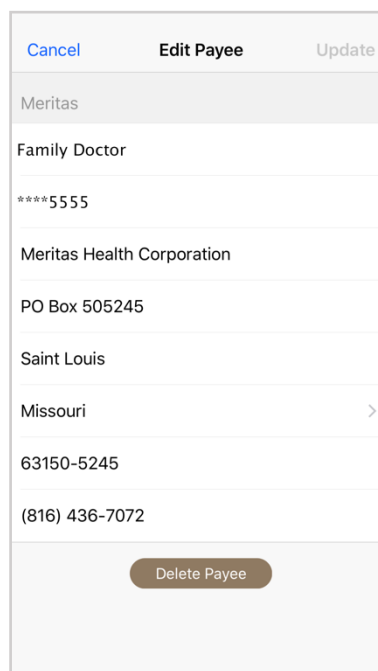 Cancel Edit Payee Update
Meritas
Family Doctor
****5555
Meritas Health Corporation
PO Box 505245
Saint Louis
Missouri
63150-5245
(816) 436-7072
Delete Payee